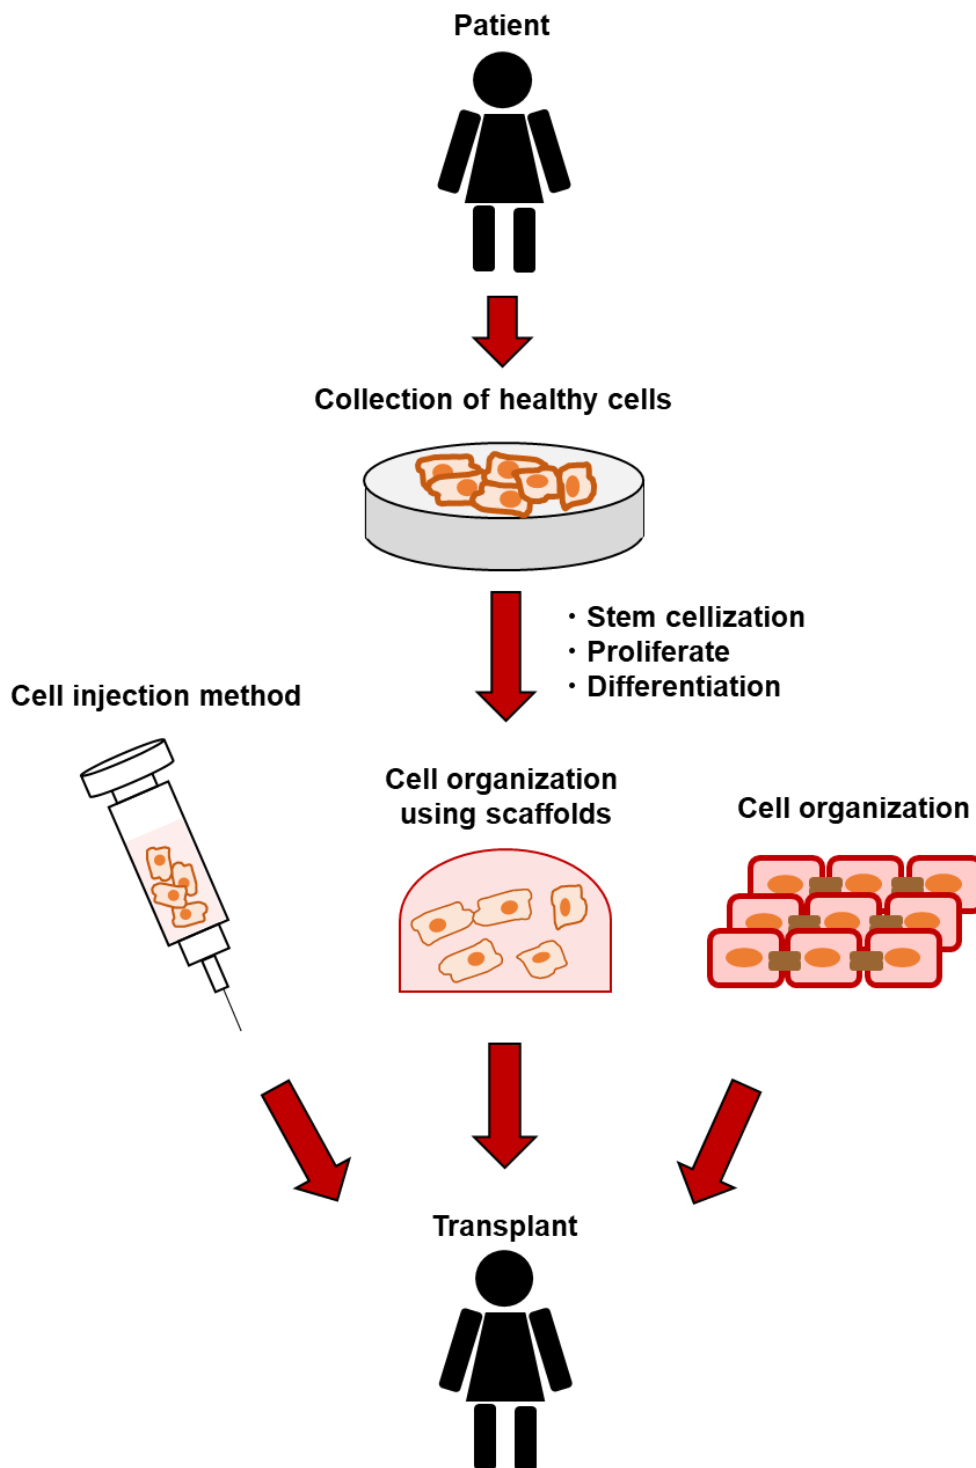 Patient
Collection of healthy cells
・Stem cellization
・Proliferate
・Differentiation
Cell injection method
Cell organization
using scaffolds
Cell organization
Transplant